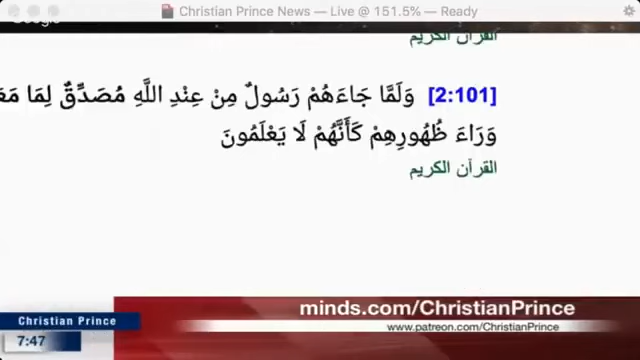 Christian Prince News — Live @ 151.5% — Ready
Google
القرآن الكريم
[2:101] وَلَمَّا جَاءَهُمْ رَسُولٌ مِنْ عِنْدِ اللَّهِ مُصَدِّقٌ لِمَا
وَرَاءَ ظُهُورِهِمْ كَأَنَّهُمْ لَا يَعْلَمُونَ
القرآن الكريم
minds.com/ChristianPrince
Christian Prince
www.patreon.com/ChristianPrince
7:47